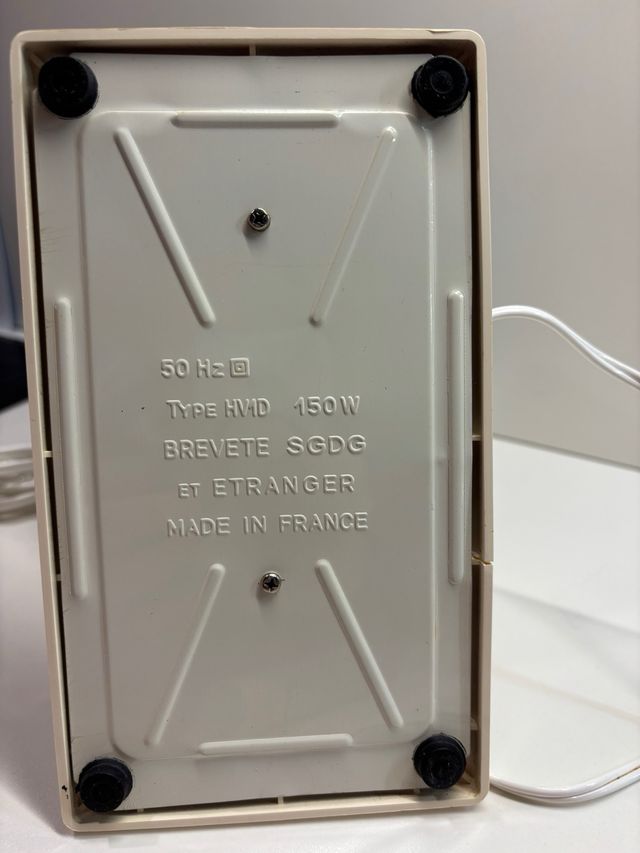 50 Hz
TYPE HV1D 150W
BREVETE SGDG
ET ETRANGER
MADE IN FRANCE